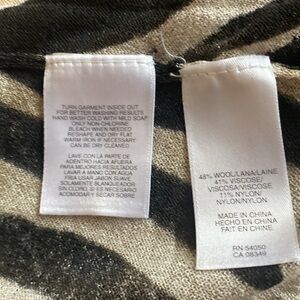 TURN GARMENT INSIDE OUT
FOR BETTER WASHING RESULTS
HAND WASH COLD WITH MILD SOAP
ONLY NON-CHLORINE
BLEACH WHEN NEEDED
RESHAPE AND DRY FLAT
WARM IRON IF NECESSARY
CAN BE DRY CLEANED
LAVE CON LA PARTE DE
ADENTRO HACIA AFUERA
PARA MEJORES RESULTADOS
LAVAR A MANO CON AGUA
FRIA USAR JABON SUAVE
SOLAMENTE BLANQUEADOR
SIN CLORO, SI ES NECESARIO
ACOMODAR Y SECAR SOBRE
48% WOOL/LANA/LAINE
41% VISCOSE/
VISCOSA/VISCOSE
11% NYLON/
NYLON/NYLON
MADE IN CHINA
HECHO EN CHINA
FAIT EN CHINE
RN 54050
CA 08349